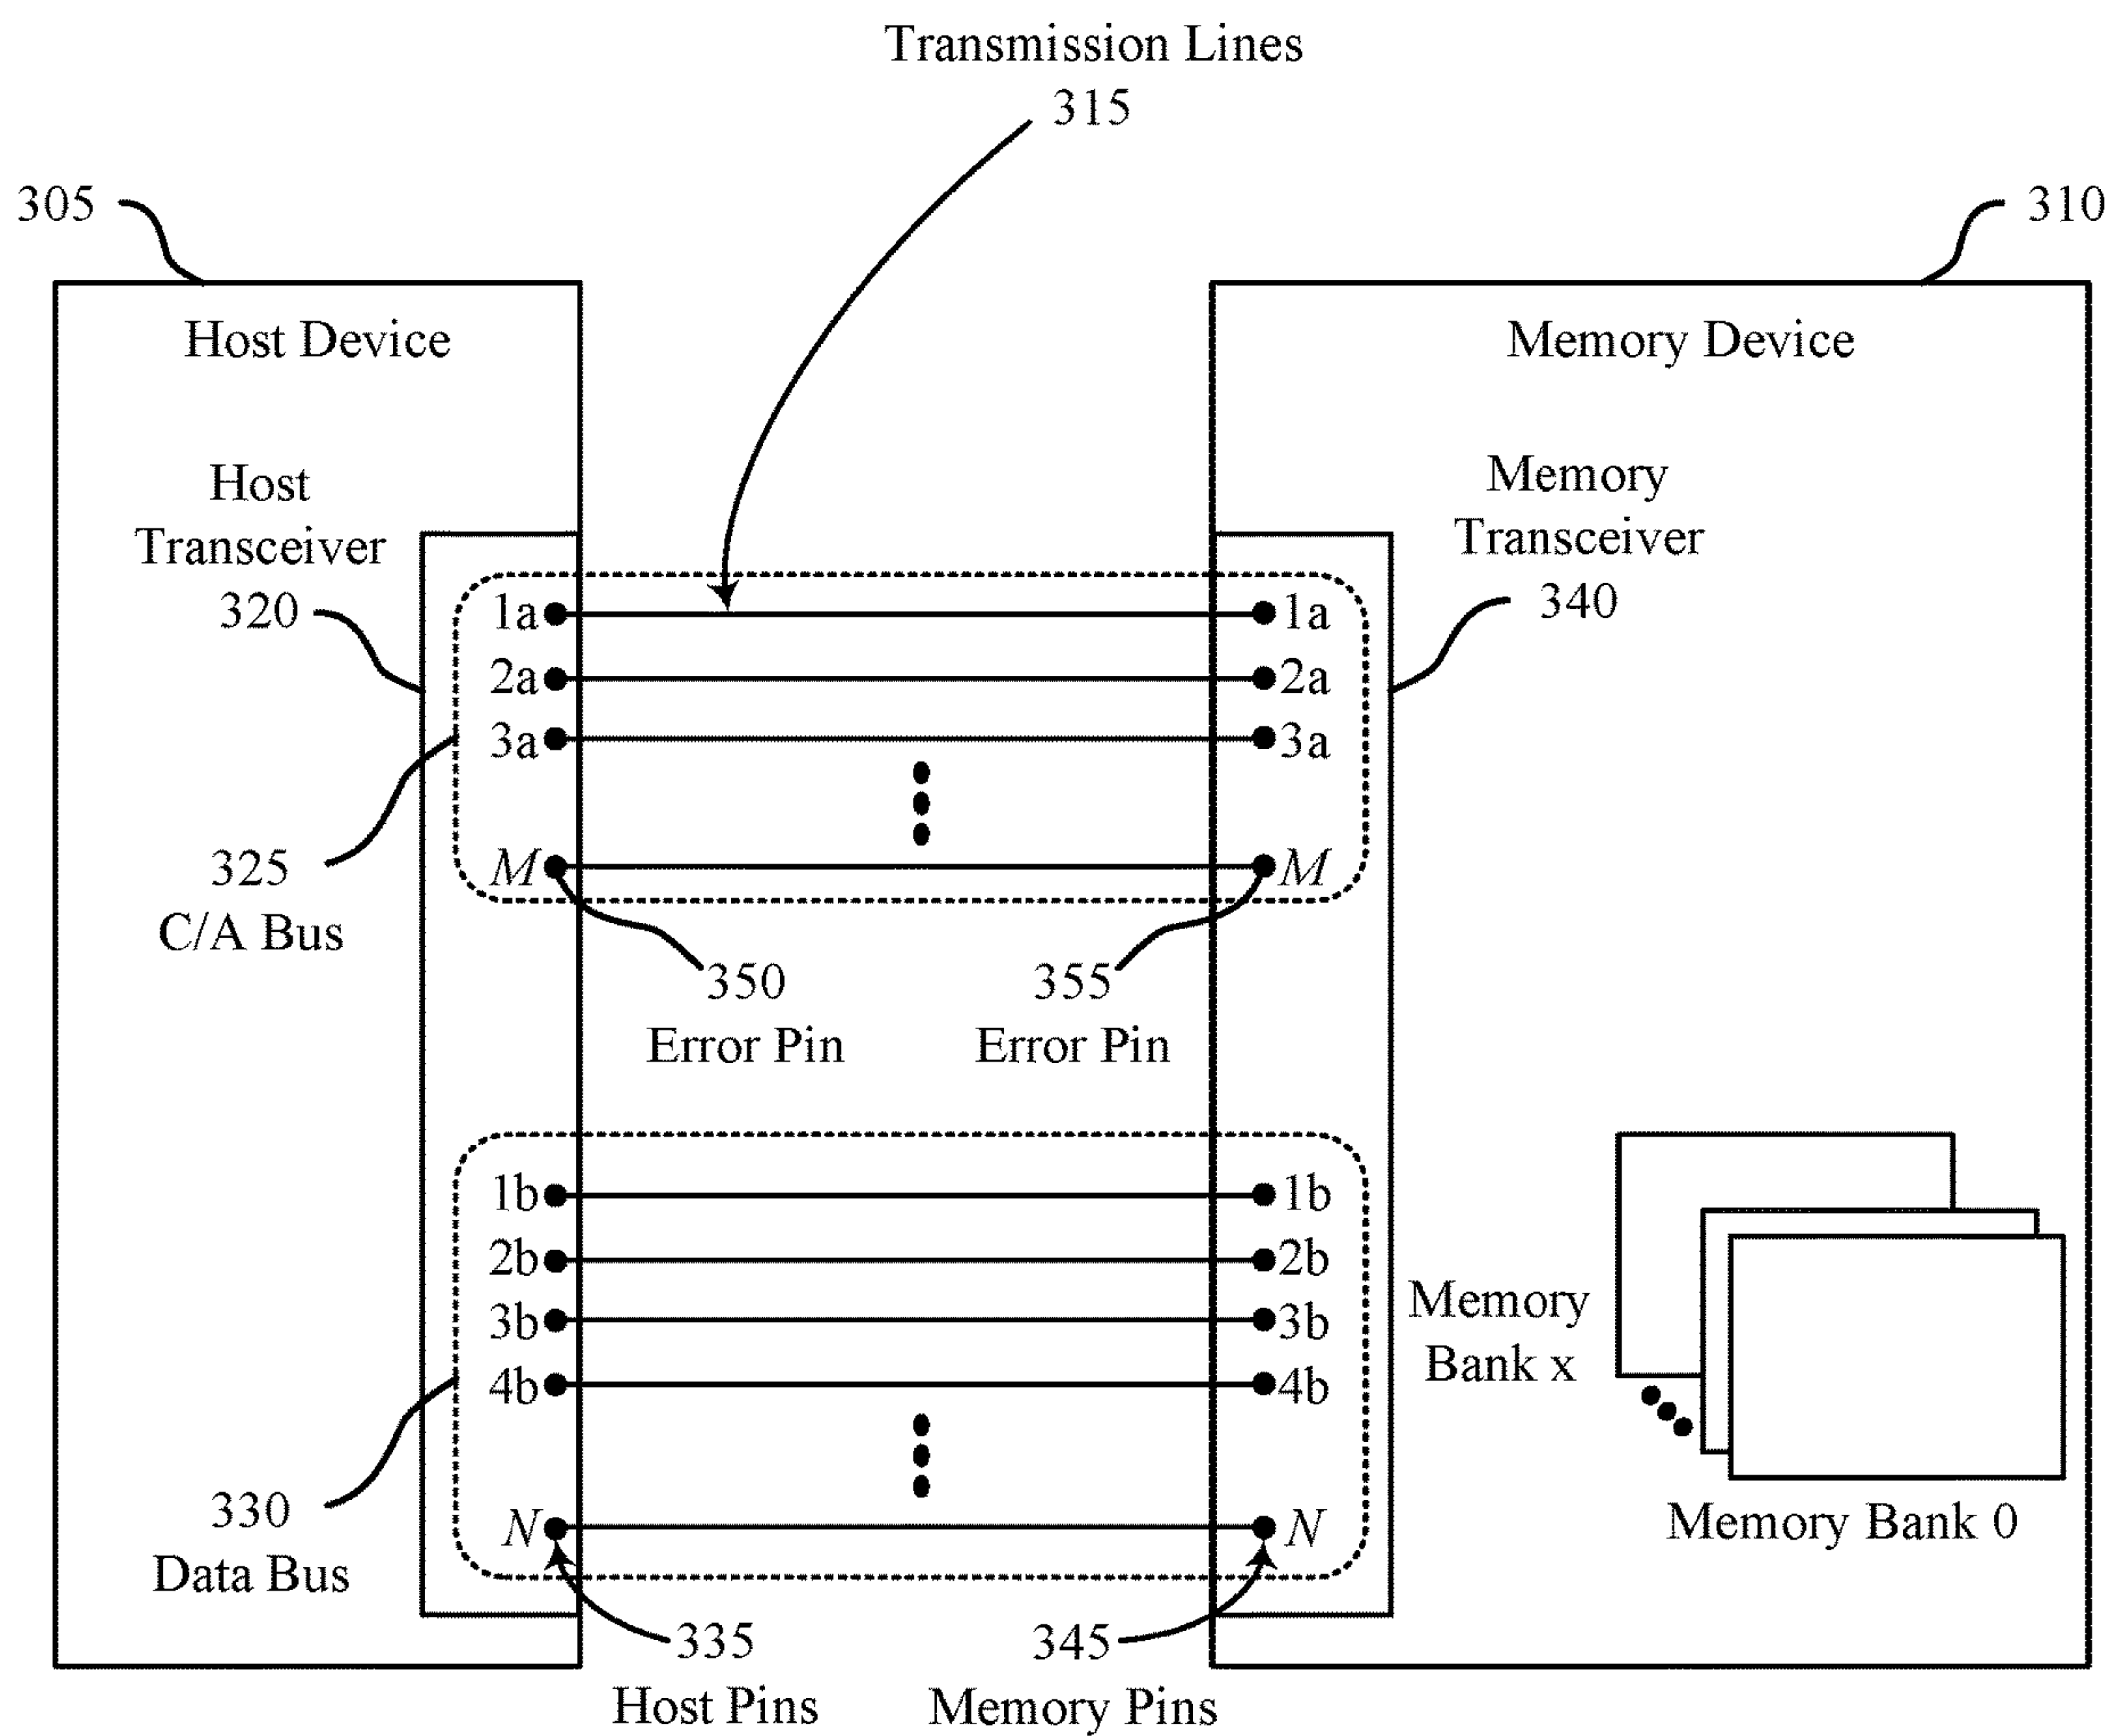 Transmission Lines
315
305
310
Host Device
Memory Device
Host
Transceiver
320
Memory
Transceiver
340
1a
1a
2a
2a
3a
3a
325
C/A Bus
M
M
350
Error Pin
355
Error Pin
1b
1b
2b
2b
3b
3b
4b
4b
Memory
Bank x
330
Data Bus
N
N
Memory Bank 0
335
Host Pins
345
Memory Pins